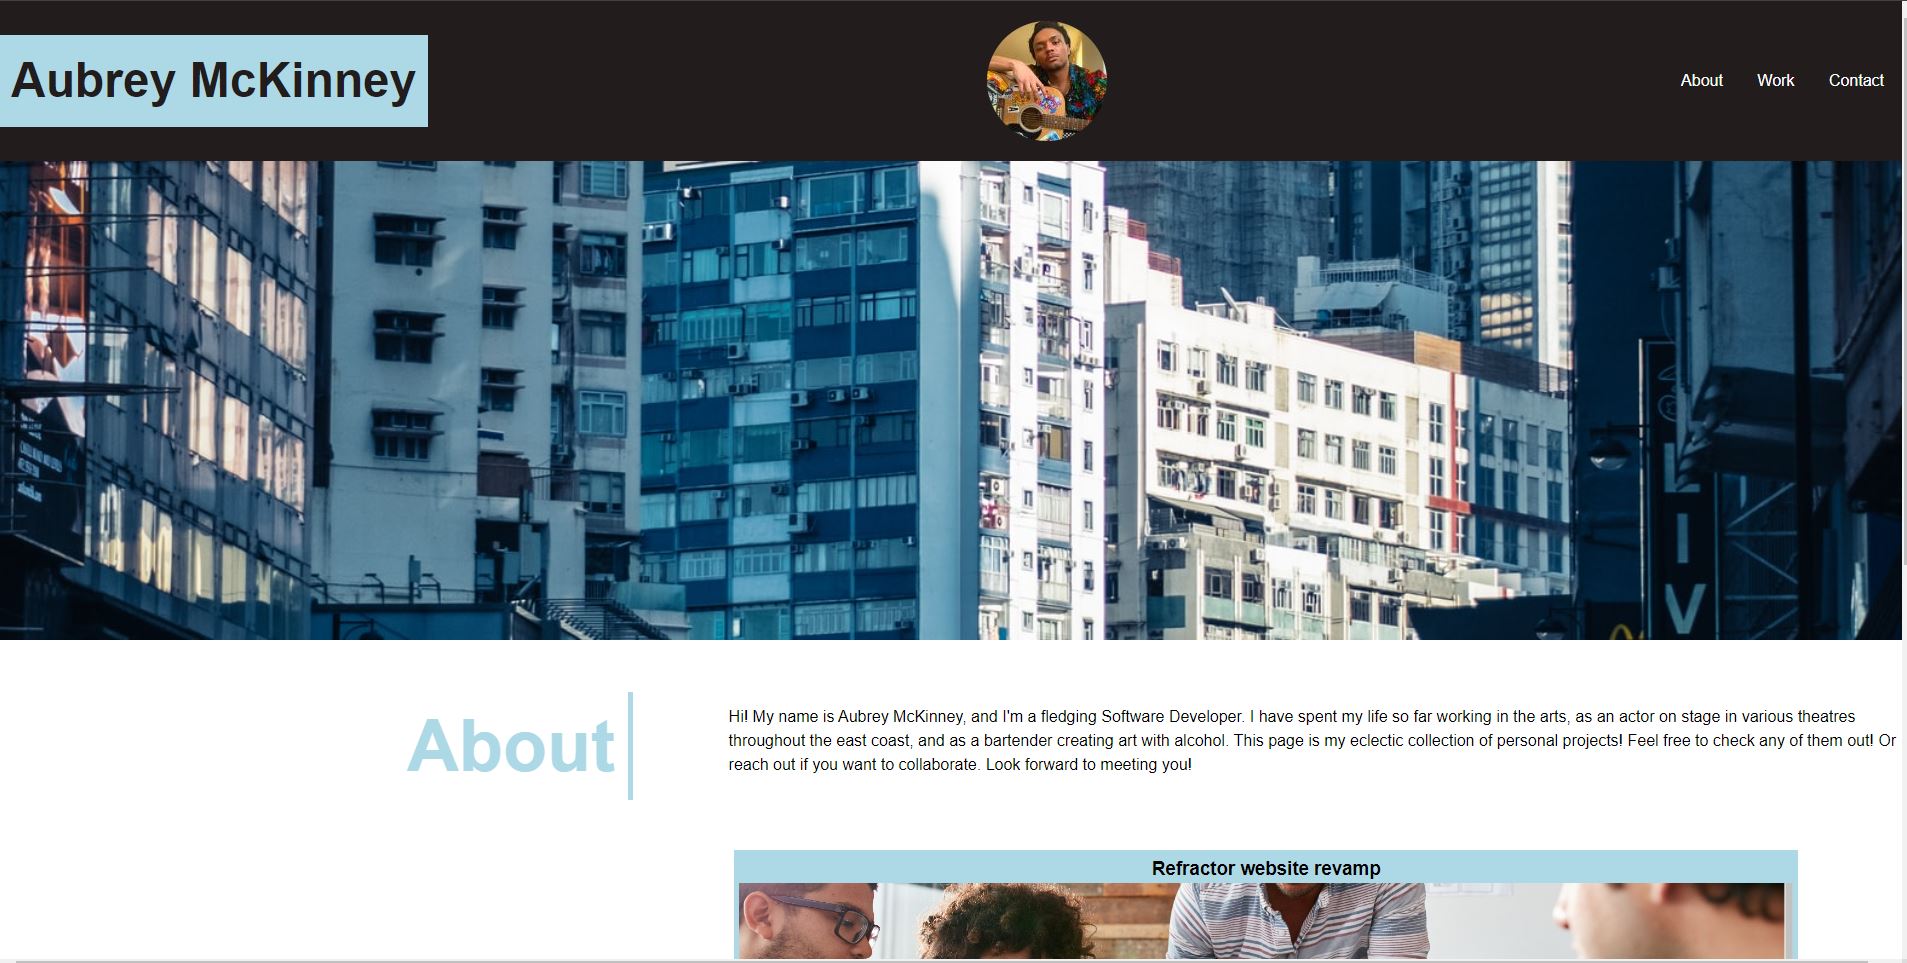 Aubrey McKinney
About
Work
Contact
LIV
About
Hi! My name is Aubrey McKinney, and I'm a fledging Software Developer. I have spent my life so far working in the arts, as an actor on stage in various theatres
throughout the east coast, and as a bartender creating art with alcohol. This page is my eclectic collection of personal projects! Feel free to check any of them out! Or
reach out if you want to collaborate. Look forward to meeting you!
Refractor website revamp